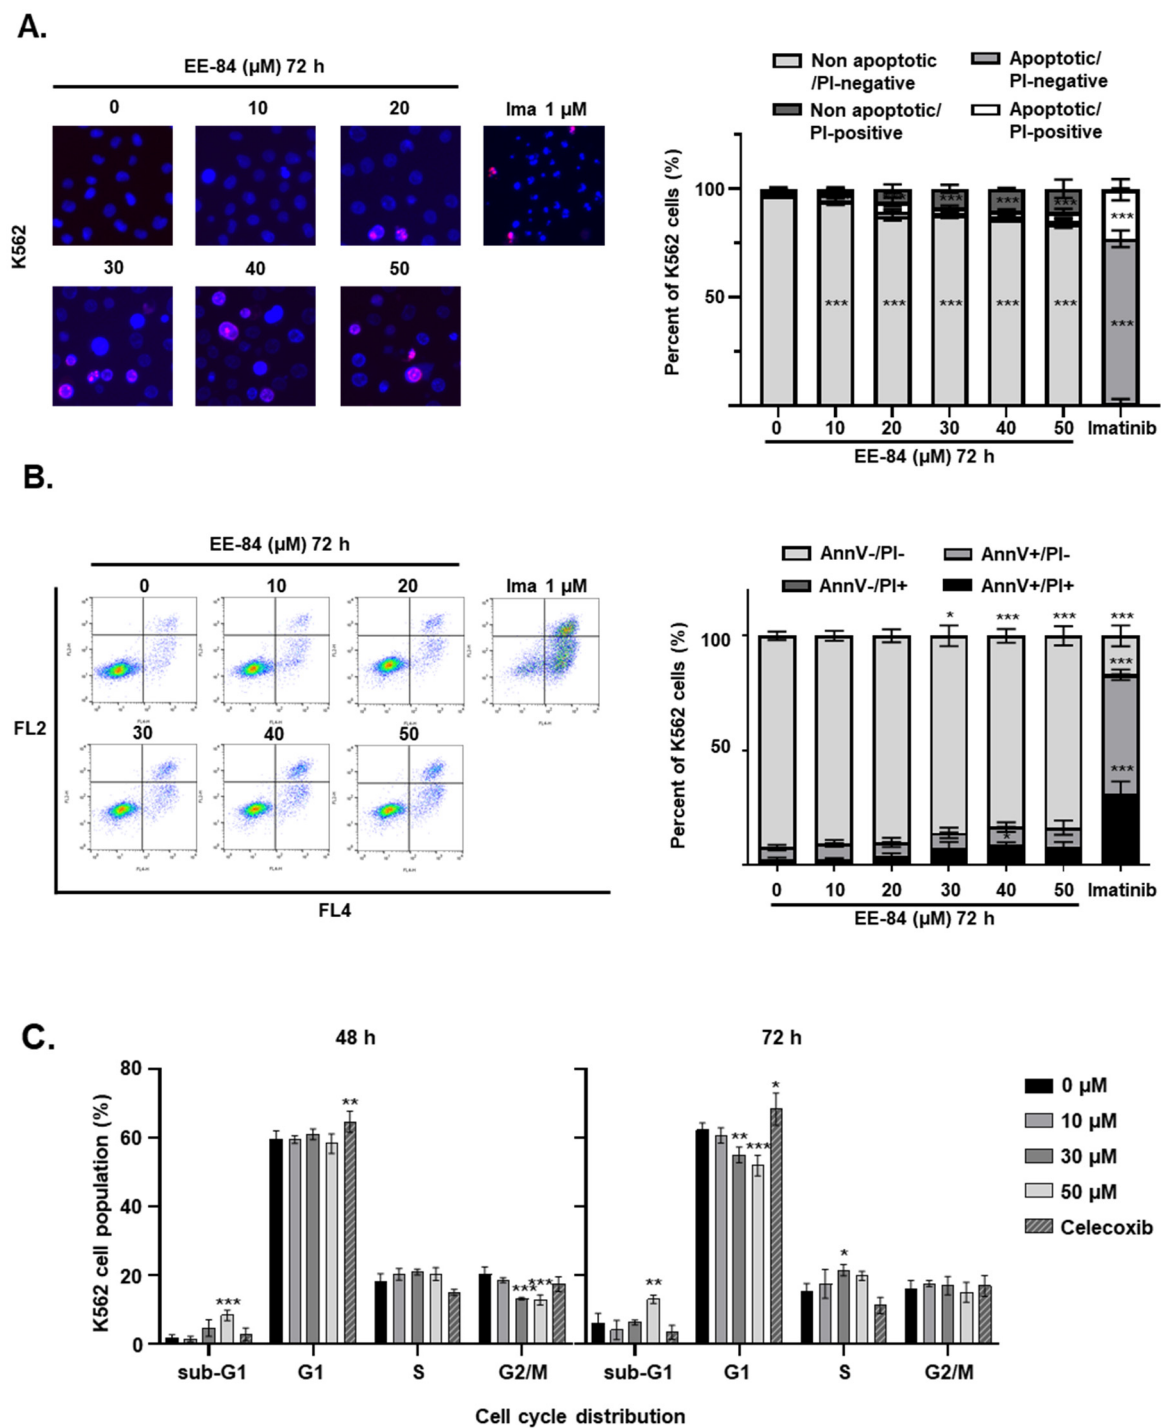 A.
EE-84 (µM) 72 h
0 10 20 Ima 1 µM
30 40 50
K562
Non apoptotic /PI-negative
Apoptotic/ PI-negative
Non apoptotic/ PI-positive
Apoptotic/ PI-positive
Percent of K562 cells (%)
100
50
*** *** *** *** *** ***
*** *** *** *** *** ***
0 10 20 30 40 50 Imatinib
EE-84 (µM) 72 h
B.
EE-84 (µM) 72 h
0 10 20 Ima 1 µM
30 40 50
FL2
FL4
AnnV-/PI- AnnV+/PI-
AnnV-/PI+ AnnV+/PI+
Percent of K562 cells (%)
100
50
* *** *** ***
***
***
*
0 10 20 30 40 50 Imatinib
EE-84 (µM) 72 h
C.
48 h 72 h
K562 cell population (%)
80
60
40
20
0
** *
** ***
*** *** *** ** *
sub-G1 G1 S G2/M sub-G1 G1 S G2/M
Cell cycle distribution
0 µM
10 µM
30 µM
50 µM
Celecoxib